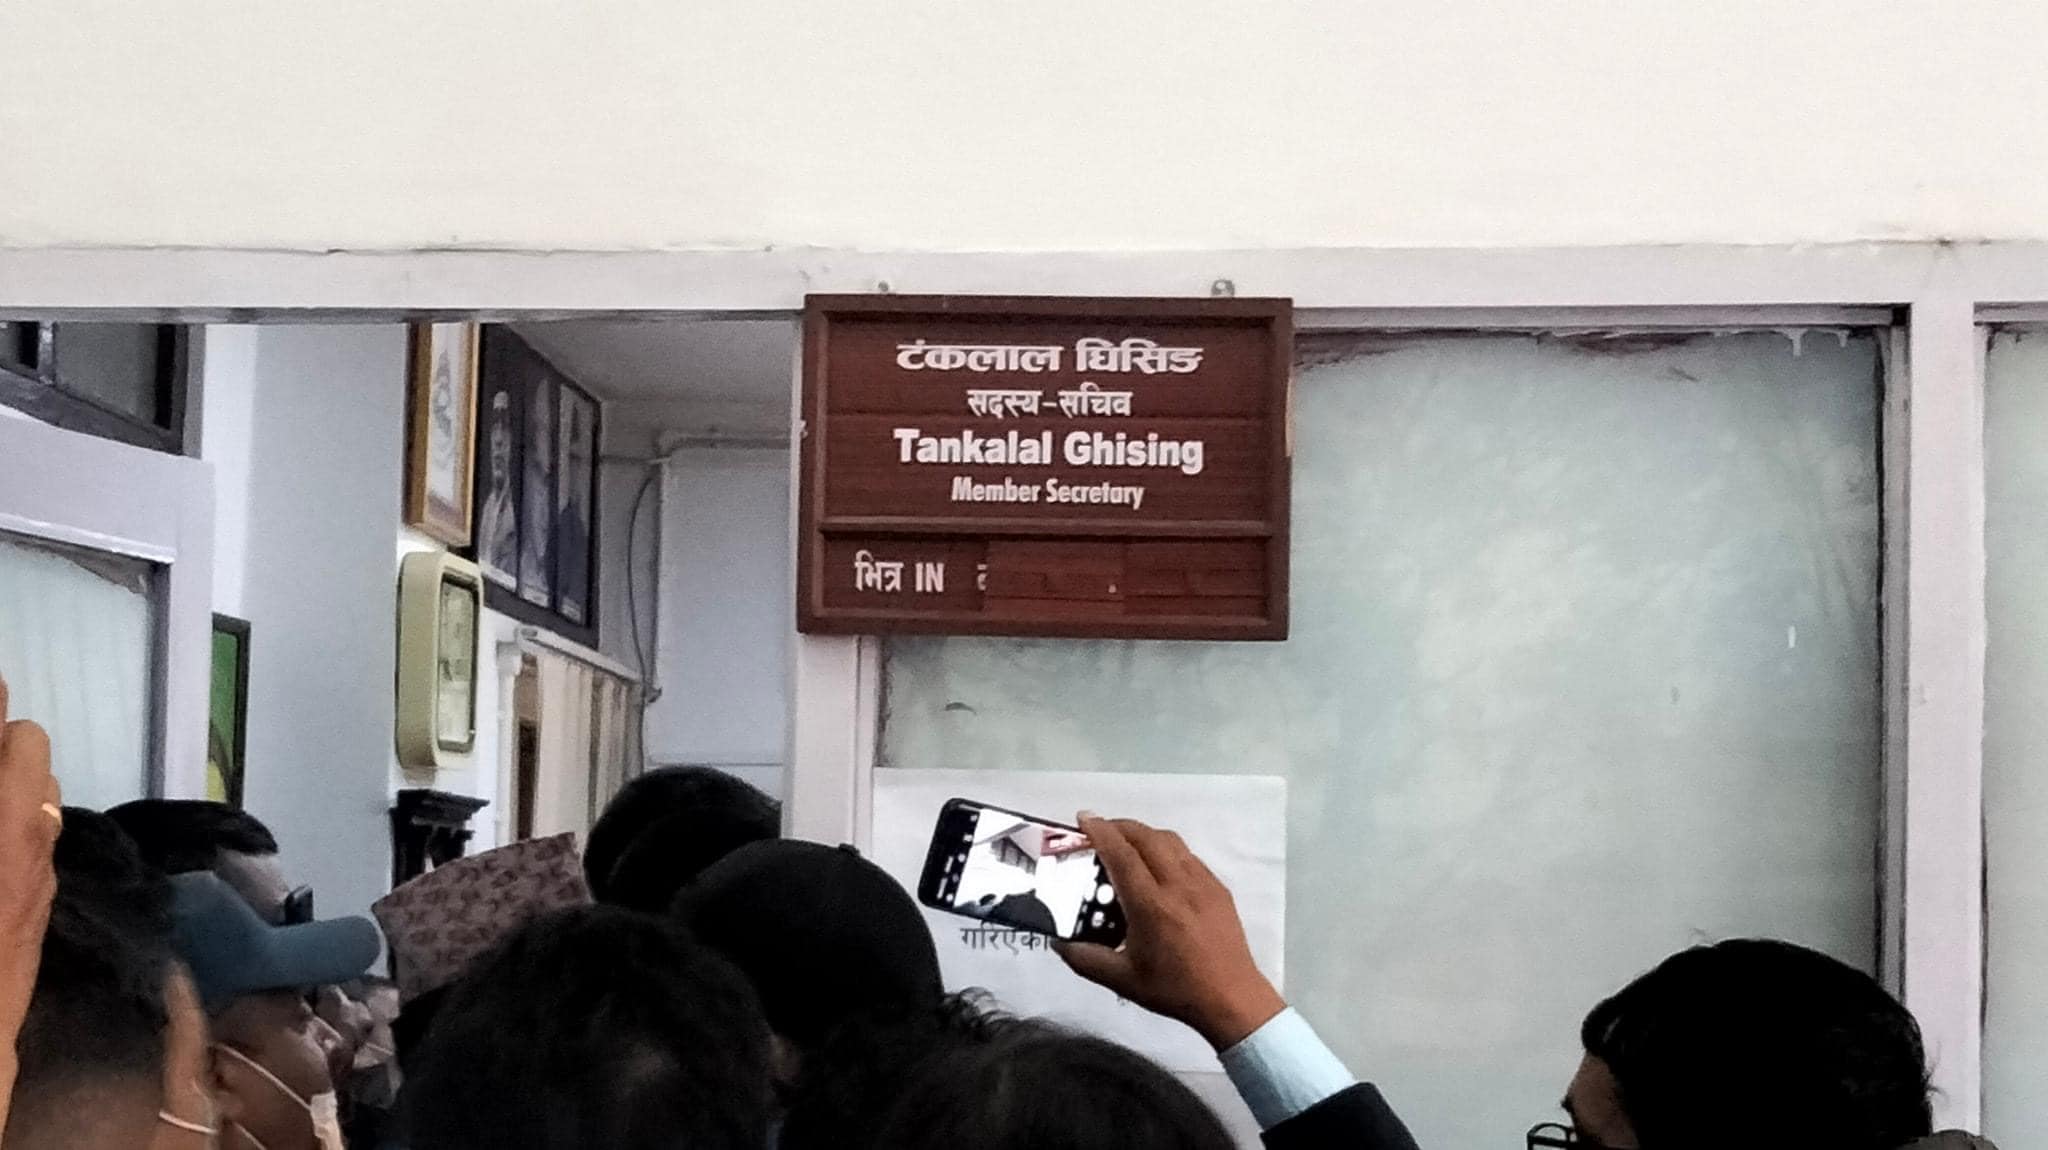 टंकलाल घिसिङ
सदस्य-सचिव
Tankalal Ghising
Member Secretary
भित्र IN